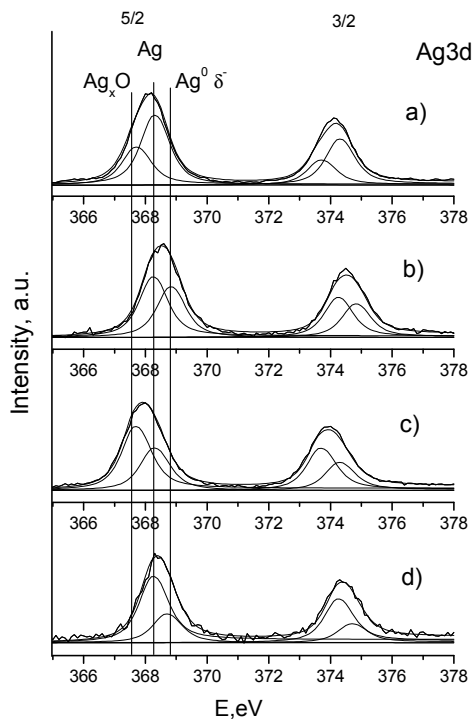 5/2 3/2
Ag Ag3d
AgₓO Ag⁰ δ⁻
a)
366 368 370 372 374 376 378
b)
366 368 370 372 374 376 378
c)
366 368 370 372 374 376 378
d)
366 368 370 372 374 376 378
E,eV
Intensity, a.u.